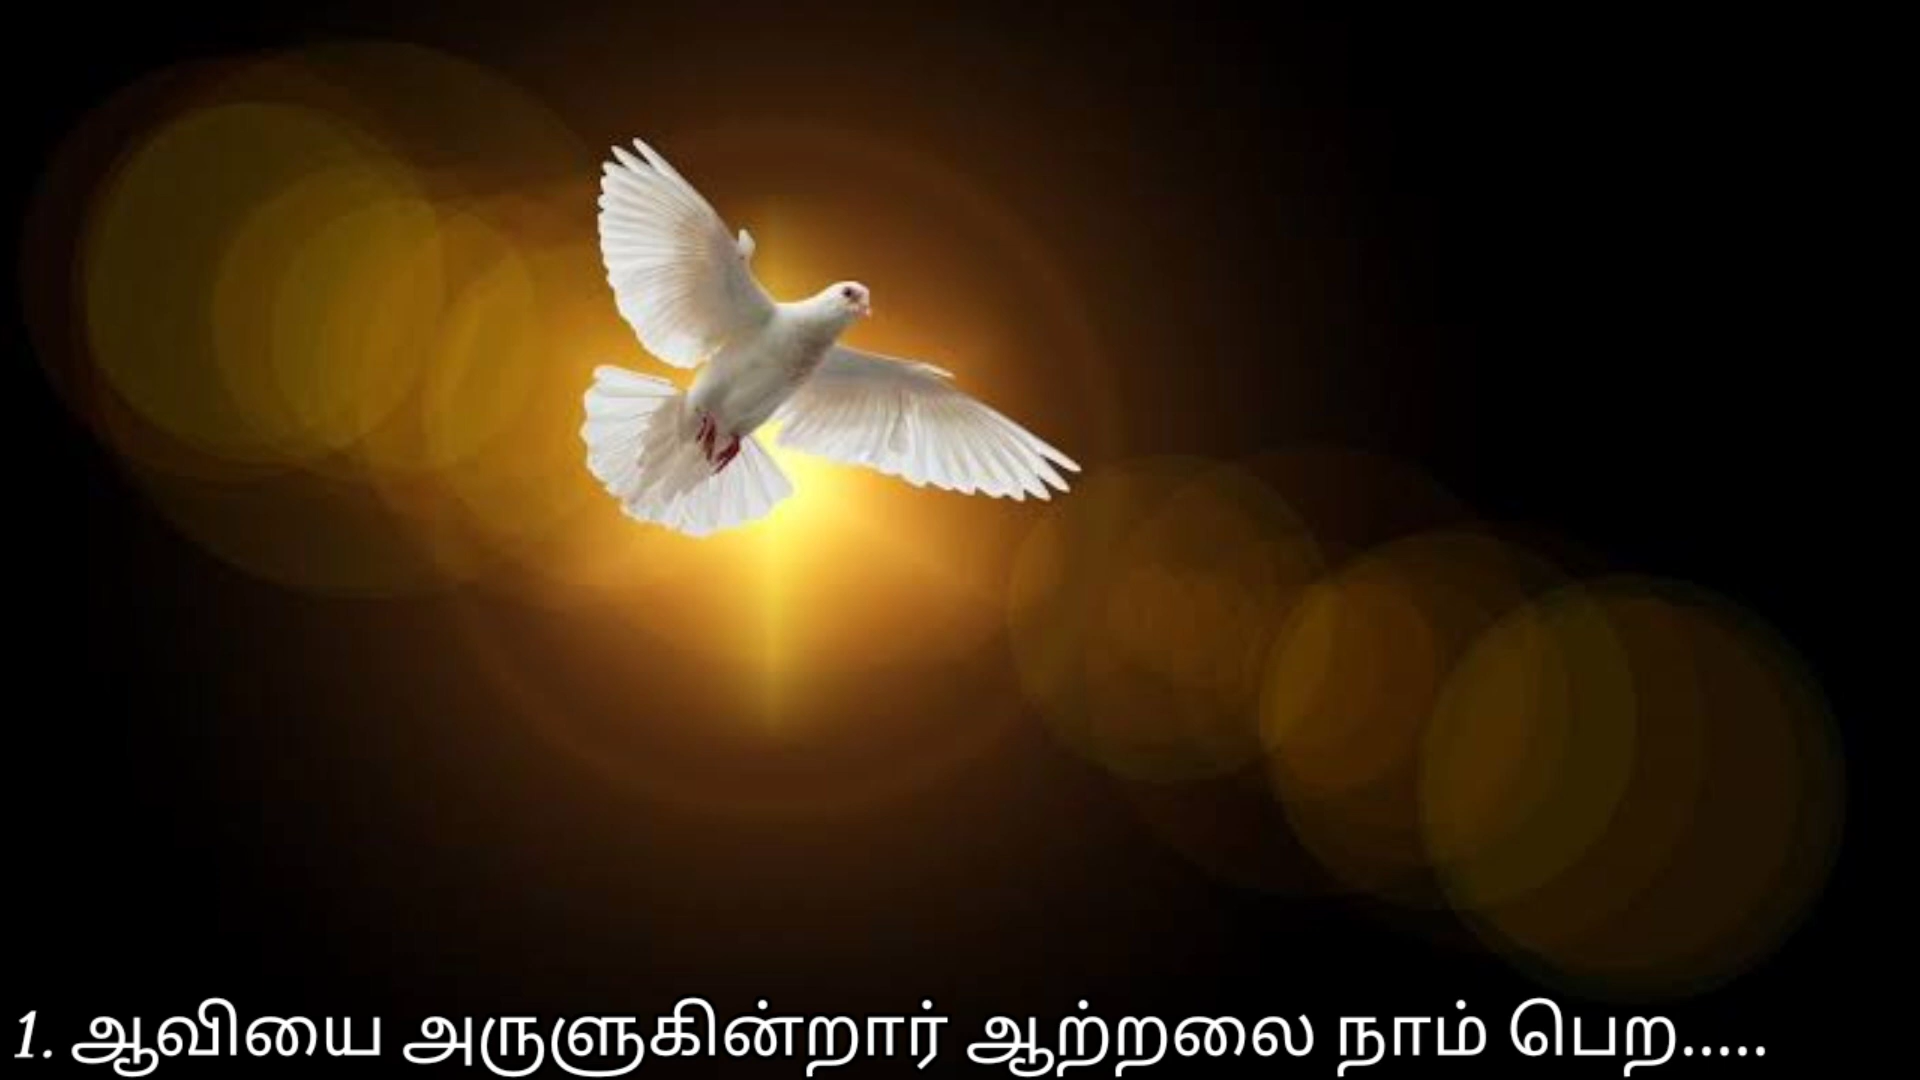 1. ஆவியை அருளுகின்றார் ஆற்றலை நாம் பெற.....